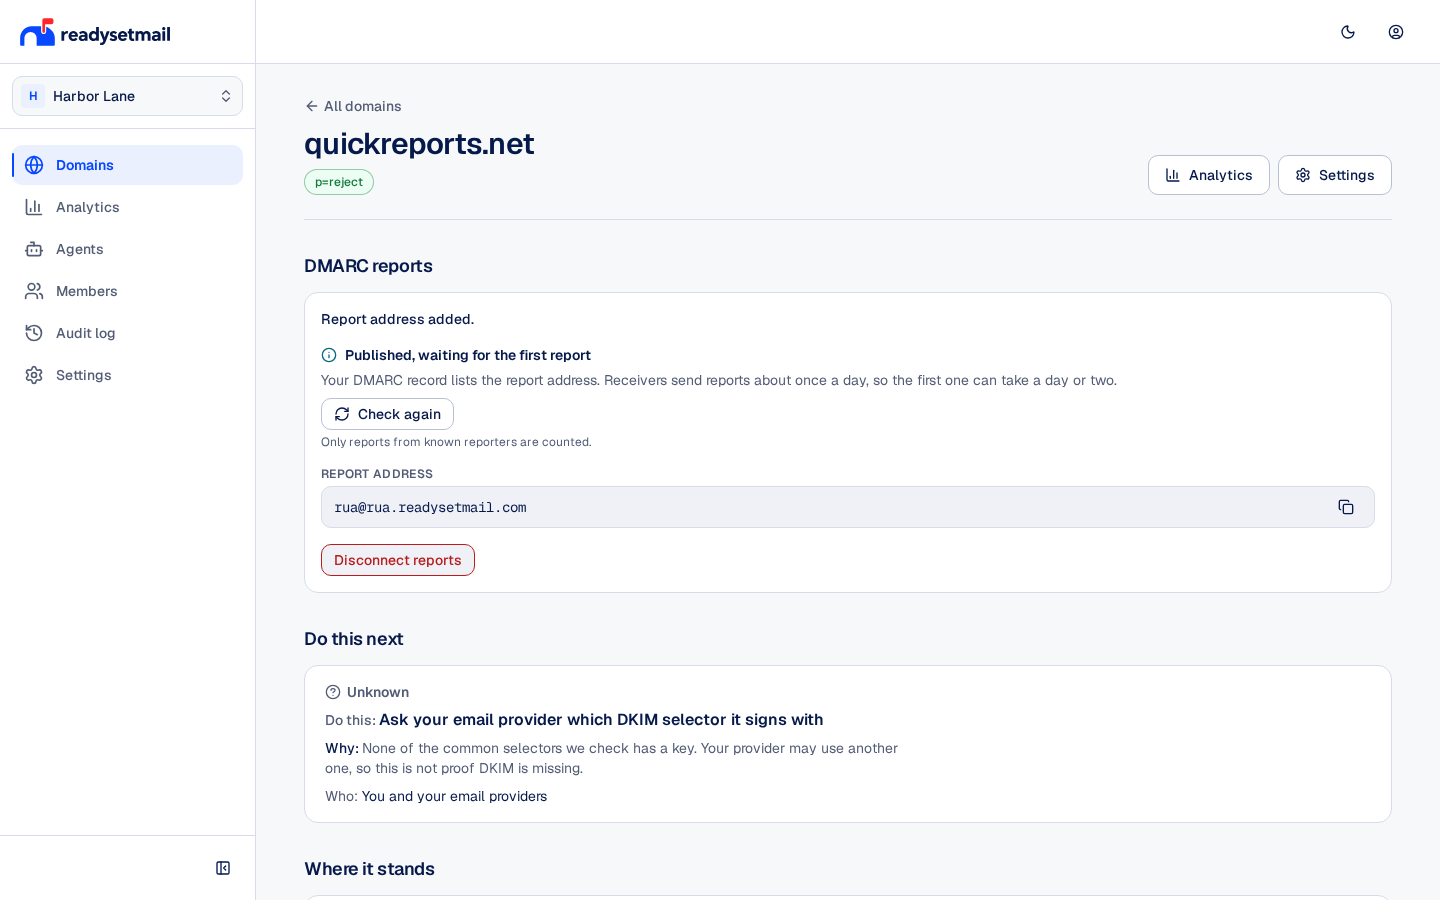 readysetmail
H Harbor Lane
Domains
Analytics
Agents
Members
Audit log
Settings
All domains
quickreports.net
p=reject
Analytics
Settings
DMARC reports
Report address added.
Published, waiting for the first report
Your DMARC record lists the report address. Receivers send reports about once a day, so the first one can take a day or two.
Check again
Only reports from known reporters are counted.
REPORT ADDRESS
rua@rua.readysetmail.com
Disconnect reports
Do this next
Unknown
Do this: Ask your email provider which DKIM selector it signs with
Why: None of the common selectors we check has a key. Your provider may use another
one, so this is not proof DKIM is missing.
Who: You and your email providers
Where it stands